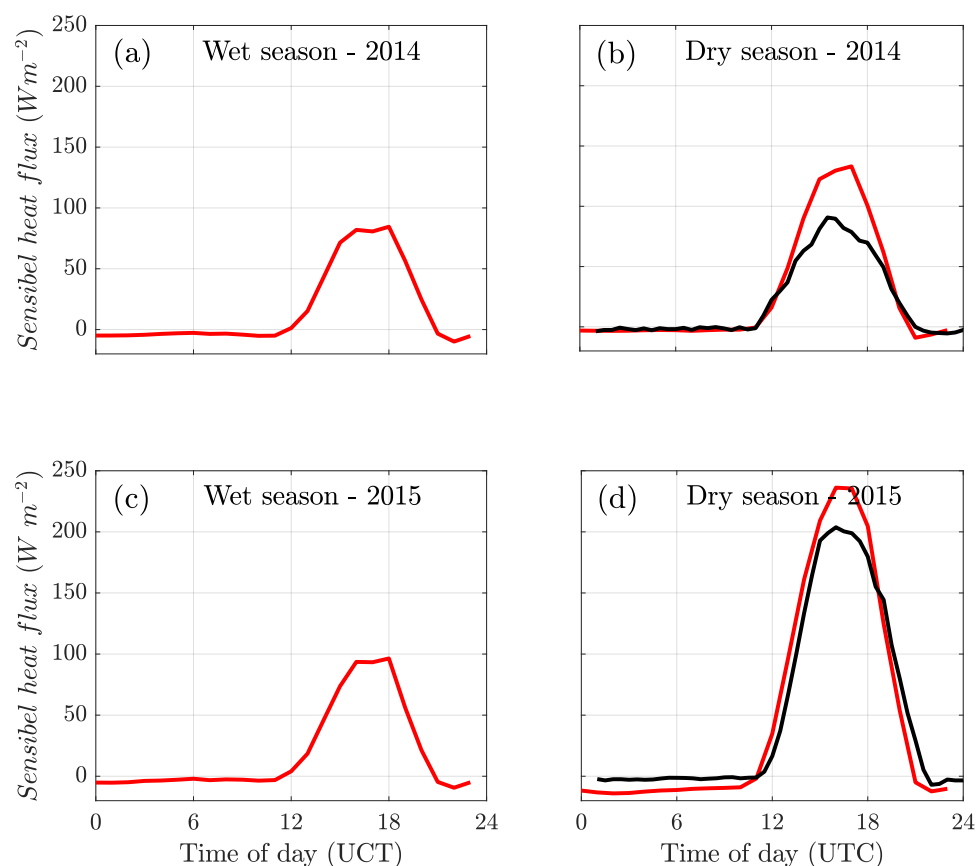 250
200
150
100
50
0
Sensibel heat flux (Wm−2)
(a) Wet season - 2014
(b) Dry season - 2014
250
200
150
100
50
0
Sensibel heat flux (W m−2)
(c) Wet season - 2015
(d) Dry season - 2015
0 6 12 18 24
Time of day (UCT)
0 6 12 18 24
Time of day (UTC)